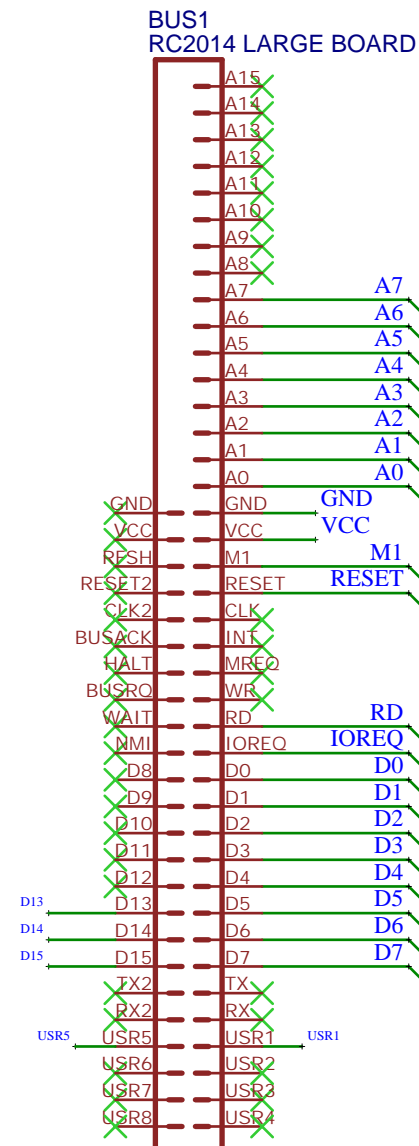 BUS1
RC2014 LARGE BOARD
A15
A14
A13
A12
A11
A10
A9
A8
A7 A7
A6 A6
A5 A5
A4 A4
A3 A3
A2 A2
A1 A1
A0 A0
GND GND GND
VCC VCC VCC
RFSH M1 M1
RESET2 RESET RESET
CLK2 CLK
BUSACK INT
HALT MREQ
BUSRQ WR
WAIT RD RD
NMI IOREQ IOREQ
D8 D0 D0
D9 D1 D1
D10 D2 D2
D11 D3 D3
D12 D4 D4
D13 D13 D5 D5
D14 D14 D6 D6
D15 D15 D7 D7
TX2 TX
RX2 RX
USR5 USR5 USR1 USR1
USR6 USR2
USR7 USR3
USR8 USR4